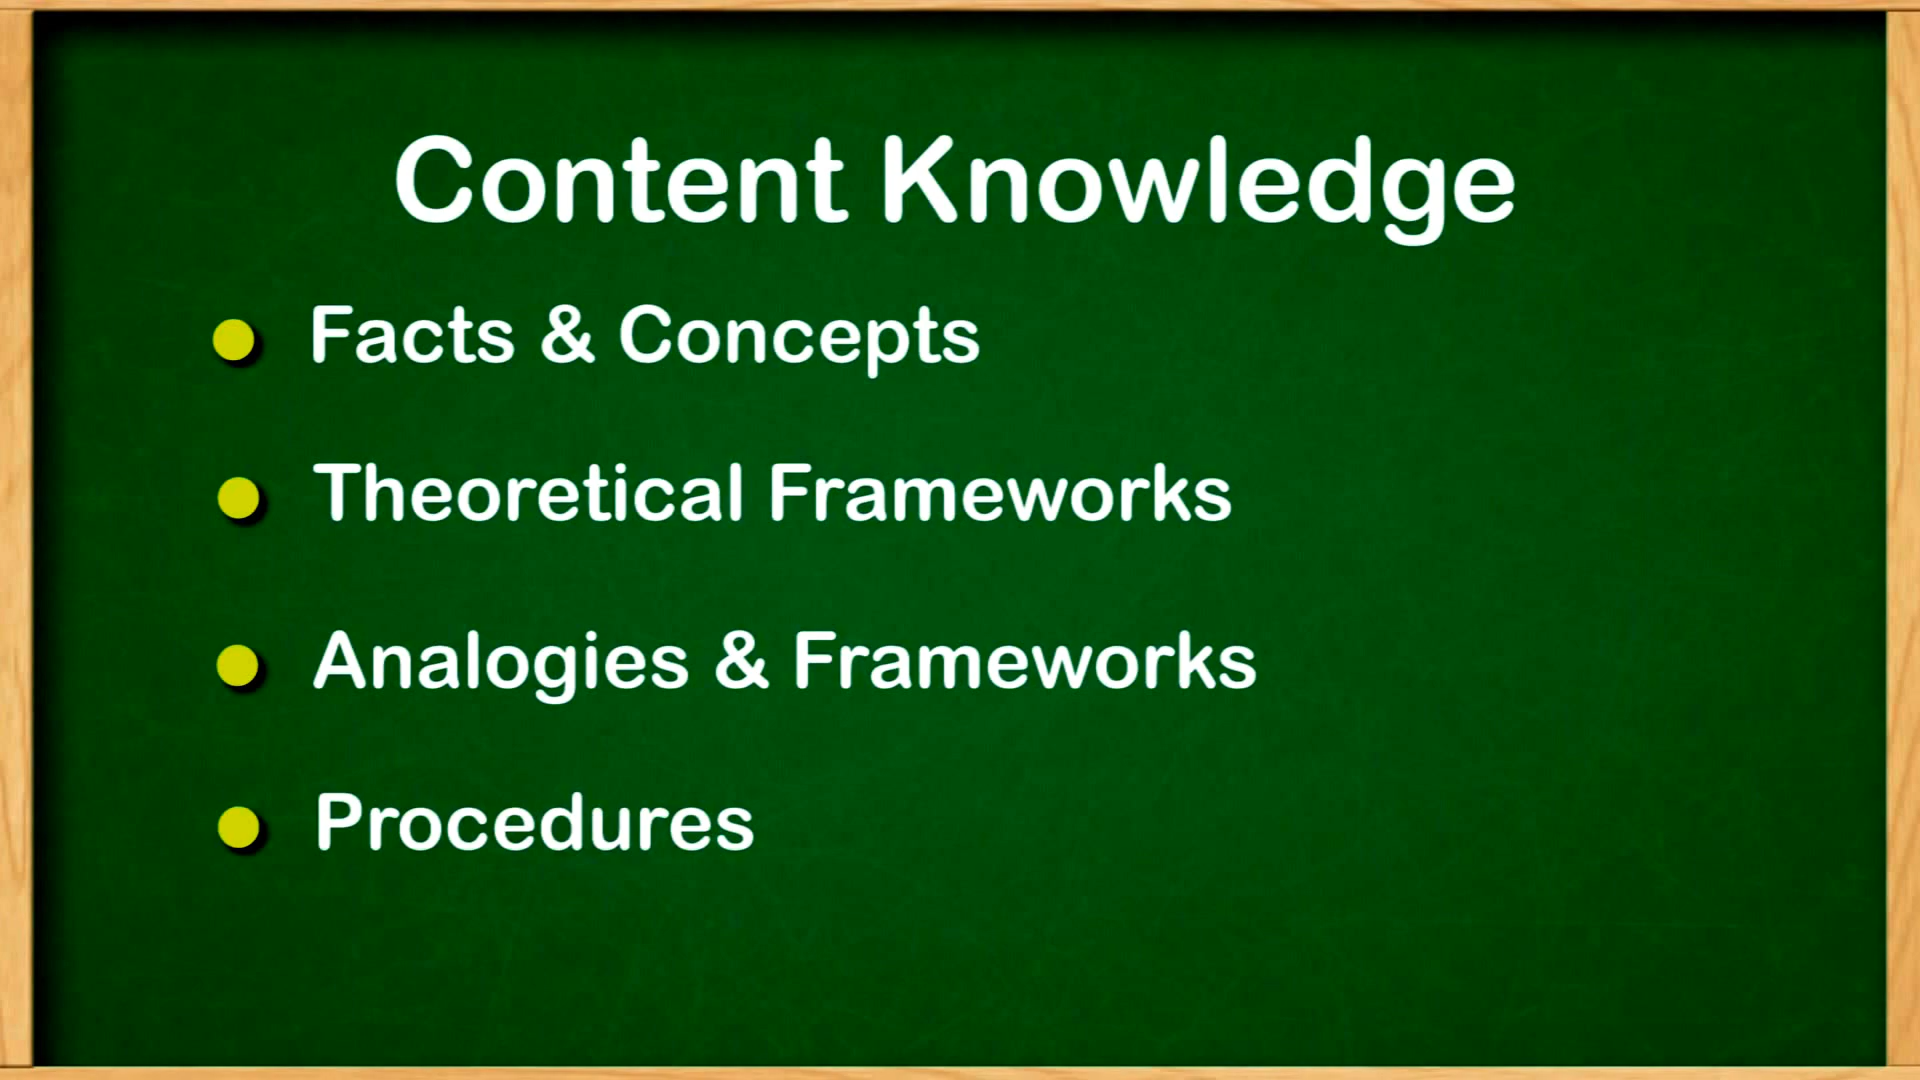 Content Knowledge
Facts & Concepts
Theoretical Frameworks
Analogies & Frameworks
Procedures